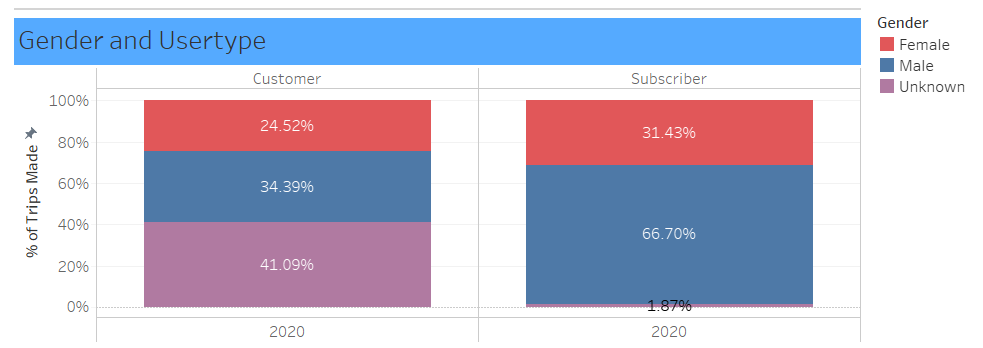 Gender and Usertype
Gender
Female
Male
Unknown
Customer
Subscriber
% of Trips Made
100%
80%
60%
40%
20%
0%
24.52%
34.39%
41.09%
31.43%
66.70%
1.87%
2020
2020